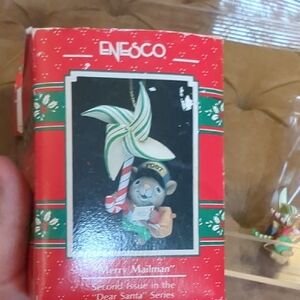 ENESCO
"Merry Mailman"
Second Issue in the
"Dear Santa" Series